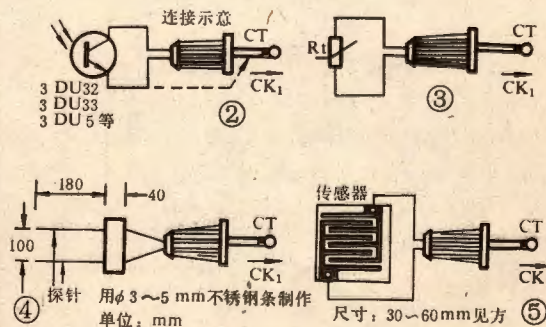 连接示意
CT
CK₁
3 DU32
3 DU33
3 DU5等
②
Rt
CT
CK₁
③
180
40
100
CT
CK₁
探针
用φ3～5mm不锈钢条制作
单位：mm
④
传感器
CT
CK
尺寸：30～60mm见方
⑤